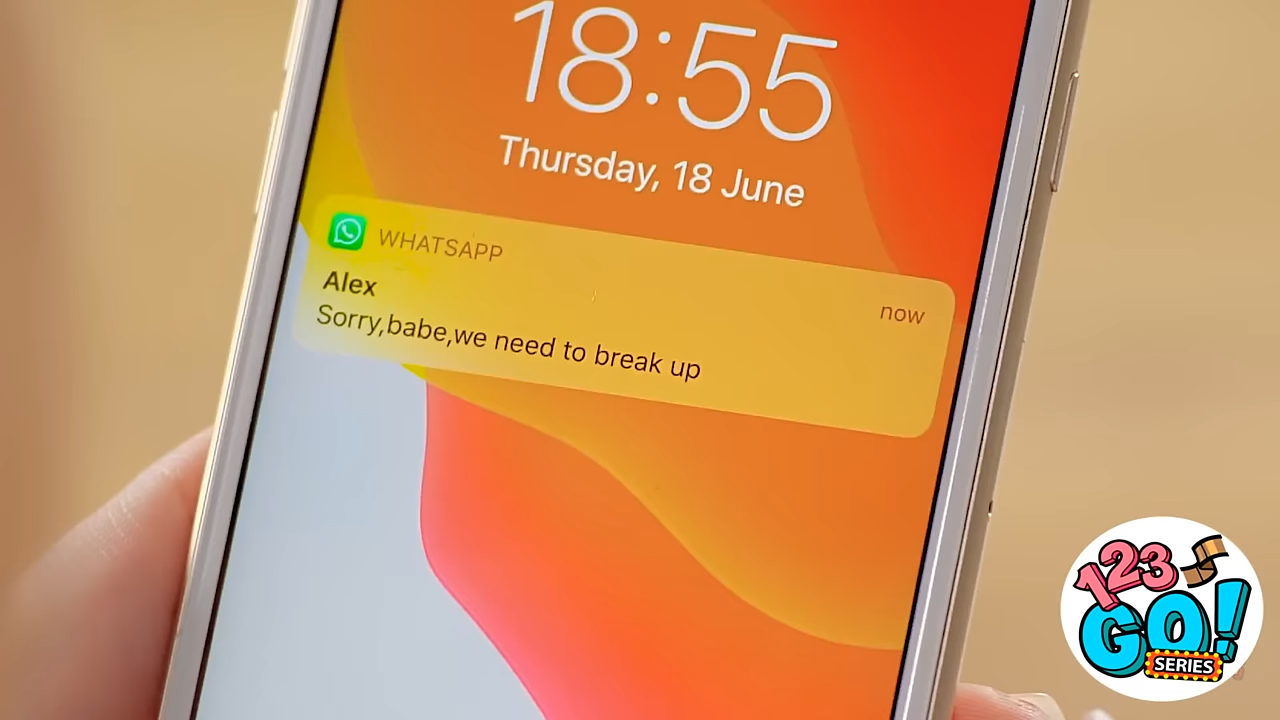 18:55
Thursday, 18 June
WHATSAPP
now
Alex
Sorry,babe,we need to break up
123
GO!
SERIES